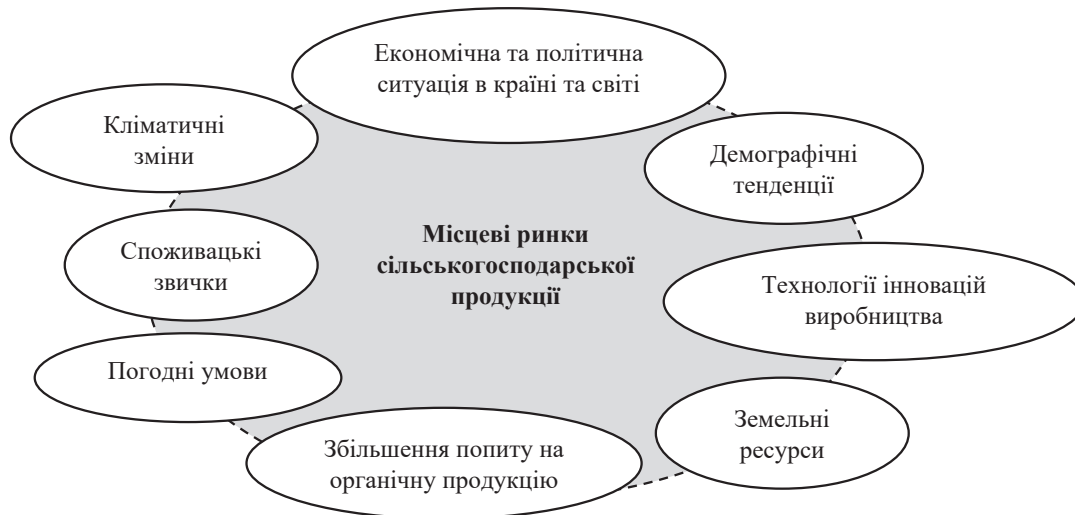 Економічна та політична
ситуація в країні та світі
Кліматичні
зміни
Демографічні
тенденції
Місцеві ринки
сільськогосподарської
продукції
Споживацькі
звички
Технології інновацій
виробництва
Погодні умови
Земельні
ресурси
Збільшення попиту на
органічну продукцію